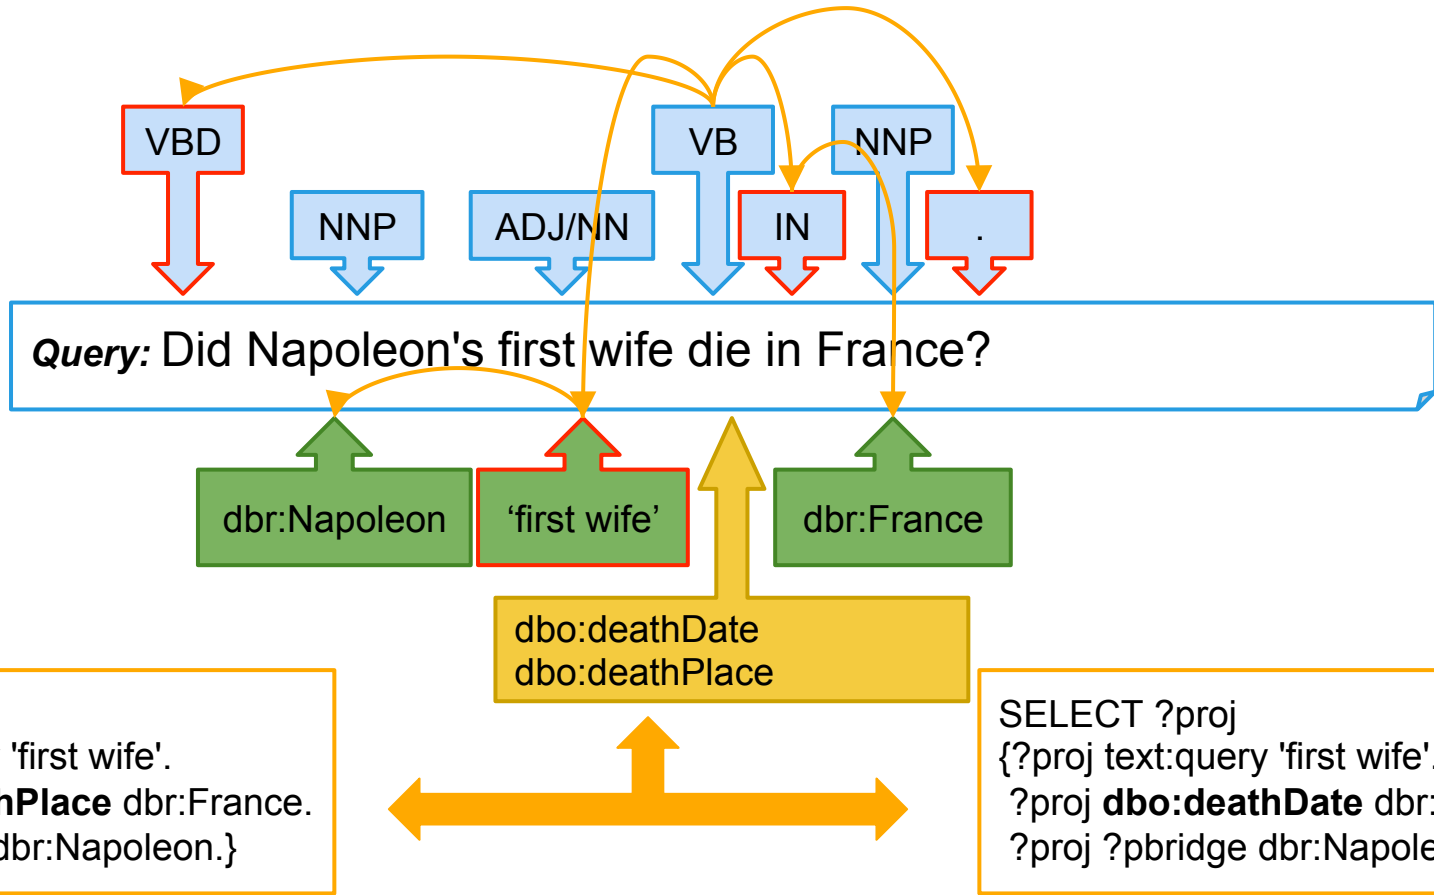 VBD
VB
NNP
NNP
ADJ/NN
IN
.
Query: Did Napoleon's first wife die in France?
dbr:Napoleon
‘first wife’
dbr:France
dbo:deathDate
dbo:deathPlace
'first wife'.
hPlace dbr:France.
dbr:Napoleon.}
SELECT ?proj
{?proj text:query 'first wife'.
?proj dbo:deathDate dbr:
?proj ?pbridge dbr:Napole